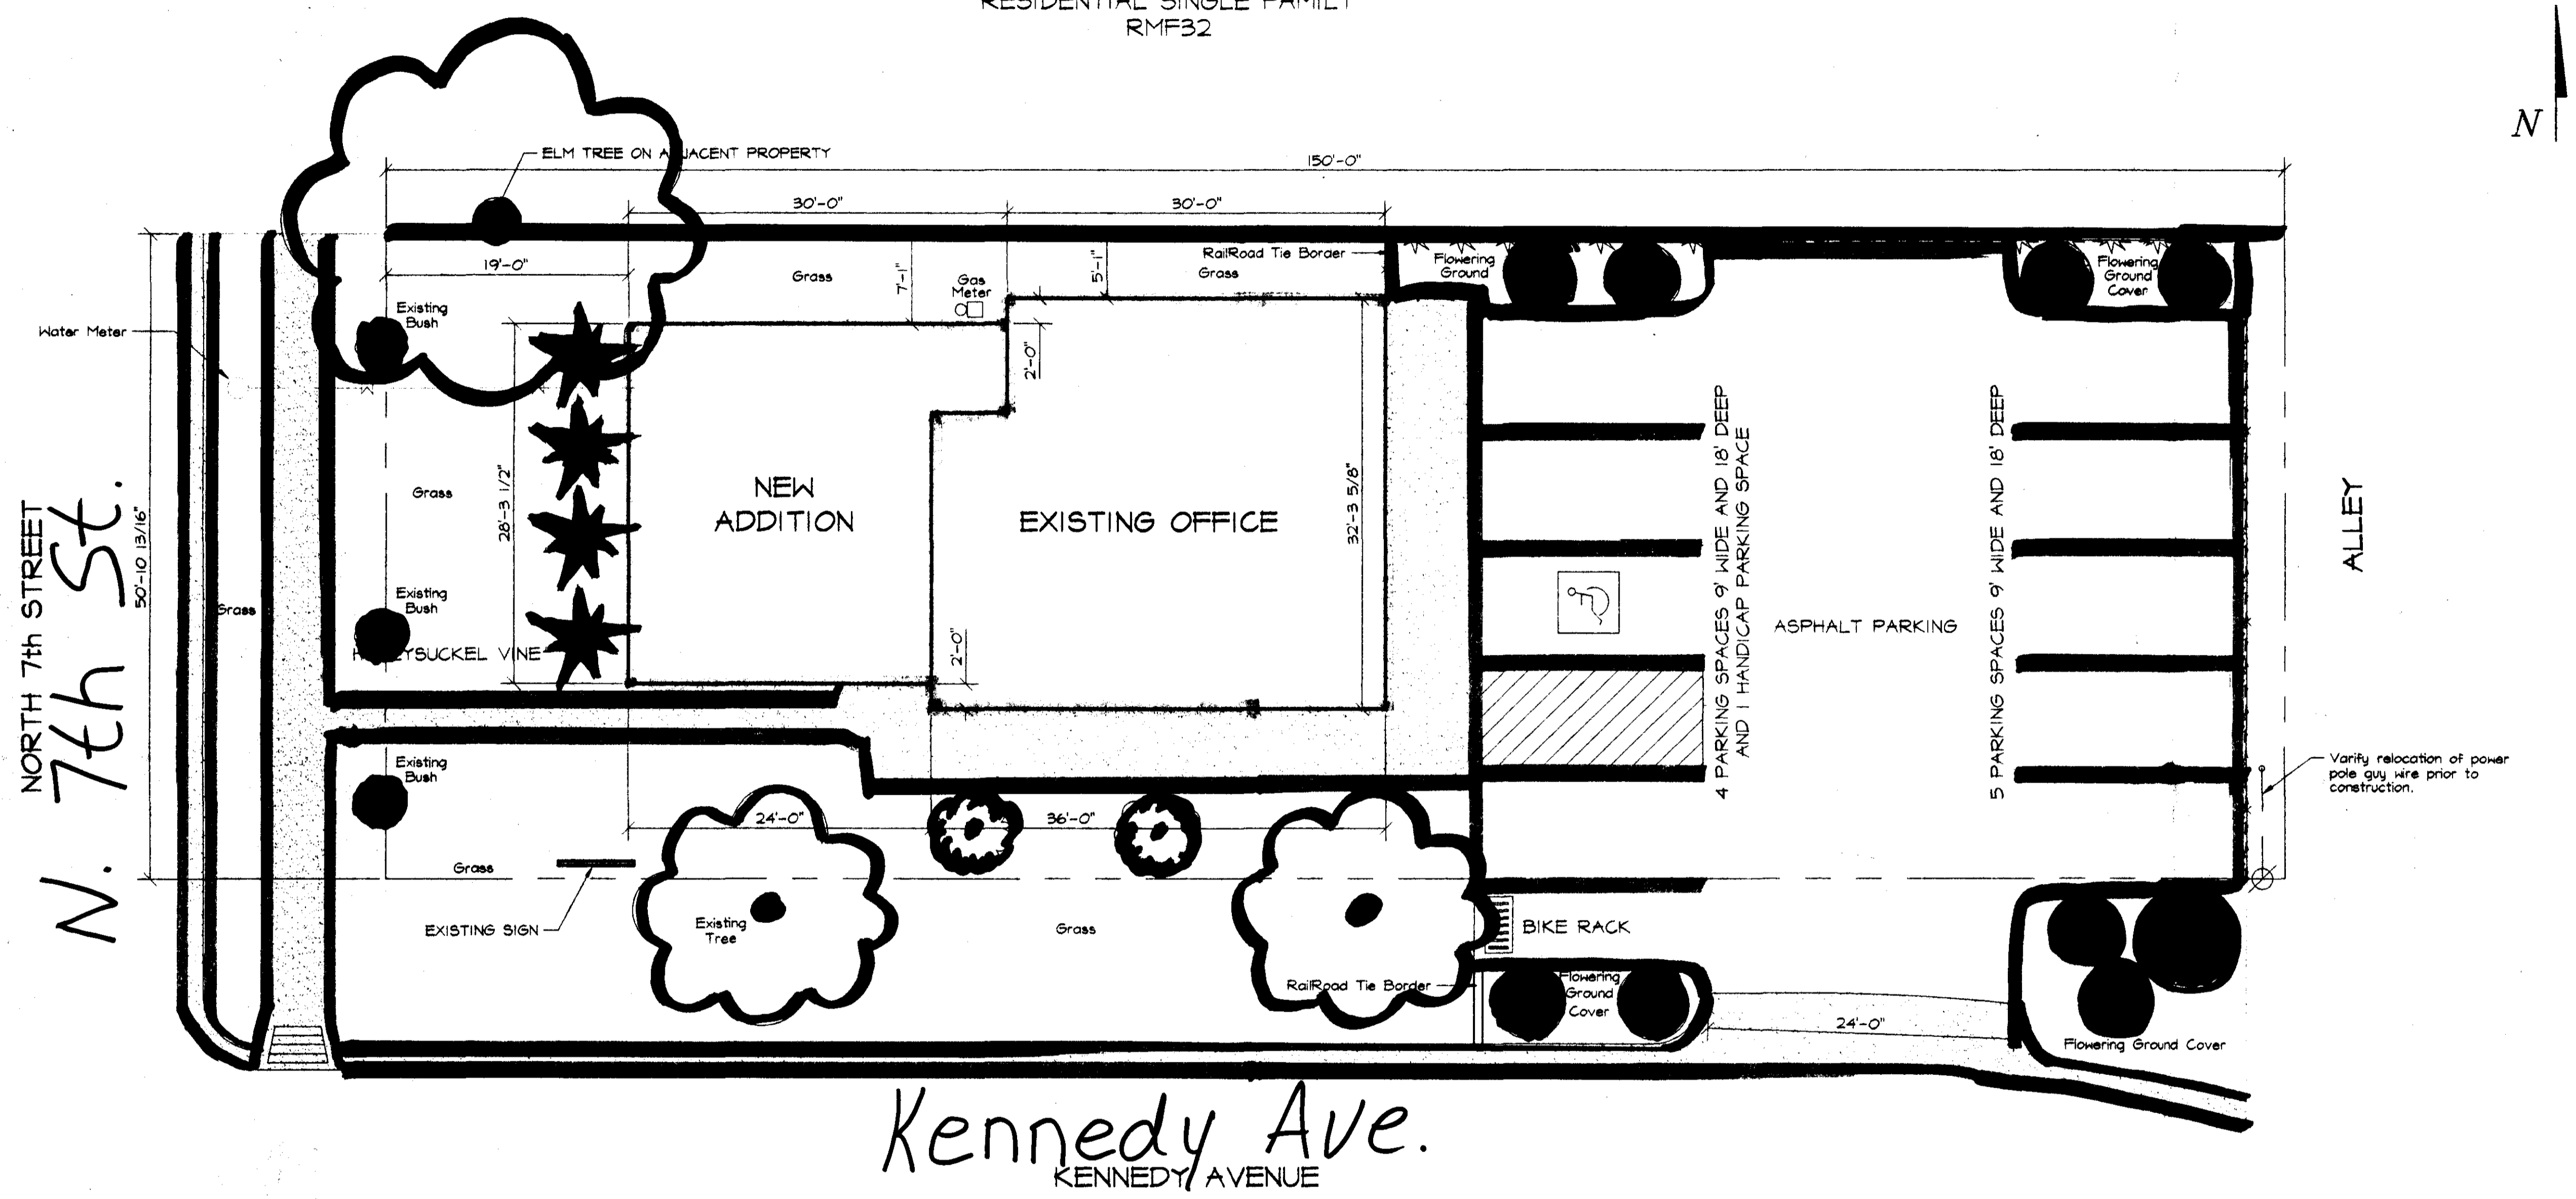 RESIDENTIAL SINGLE FAMILY
RMF32
N
ELM TREE ON ADJACENT PROPERTY
150'-0"
30'-0"
30'-0"
RailRoad Tie Border
Grass
19'-0"
Grass
7'-1"
Gas
Meter
5'-1"
Flowering
Ground
Flowering
Ground
Cover
Existing
Bush
Water Meter
2'-0"
NORTH 7th STREET
N. 7th St.
50'-10 13/16"
Grass
Grass
28'-3 1/2"
NEW
ADDITION
EXISTING OFFICE
32'-3 5/8"
4 PARKING SPACES 9' WIDE AND 18' DEEP
AND 1 HANDICAP PARKING SPACE
5 PARKING SPACES 9' WIDE AND 18' DEEP
ASPHALT PARKING
ALLEY
Existing
Bush
YSUCKEL VINE
2'-0"
Existing
Bush
Varify relocation of power
pole guy wire prior to
construction.
24'-0"
36'-0"
Grass
EXISTING SIGN
Existing
Tree
Grass
BIKE RACK
RailRoad Tie Border
Flowering
Ground
Cover
24'-0"
Flowering Ground Cover
Kennedy Ave.
KENNEDY AVENUE